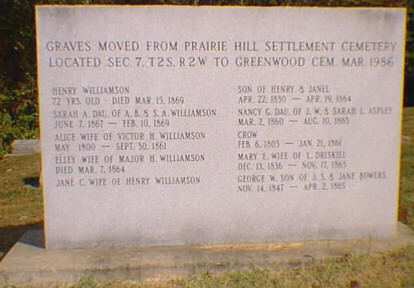 GRAVES MOVED FROM PRAIRIE HILL SETTLEMENT CEMETERY
LOCATED SEC. 7, T2S, R2W TO GREENWOOD CEM. MAR. 1986
HENRY WILLIAMSON
72 YRS. OLD - DIED MAR. 15, 1869
SARAH A. DAU. OF A. B. & S. A. WILLIAMSON
JUNE 7, 1867 - FEB. 10, 1869
ALICE WIFE OF VICTOR H. WILLIAMSON
MAY 1800 - SEPT. 30, 1861
ELLEY WIFE OF MAJOR H. WILLIAMSON
DIED MAR. 7, 1864
JANE C. WIFE OF HENRY WILLIAMSON
SON OF HENRY & JANEL
APR. 22, 1850 - APR. 19, 1864
NANCY G. DAU. OF J. W. & SARAH L. ASPLEY
MAR. 2, 1860 - AUG. 10, 1865
CROW
FEB. 6, 1803 - JAN. 21, 1861
MARY E. WIFE OF L. DRISKILL
DEC. 13, 1836 - NOV. 17, 1863
GEORGE W. SON OF J. S. & JANE BOWERS
NOV. 14, 1847 - APR. 2, 1865